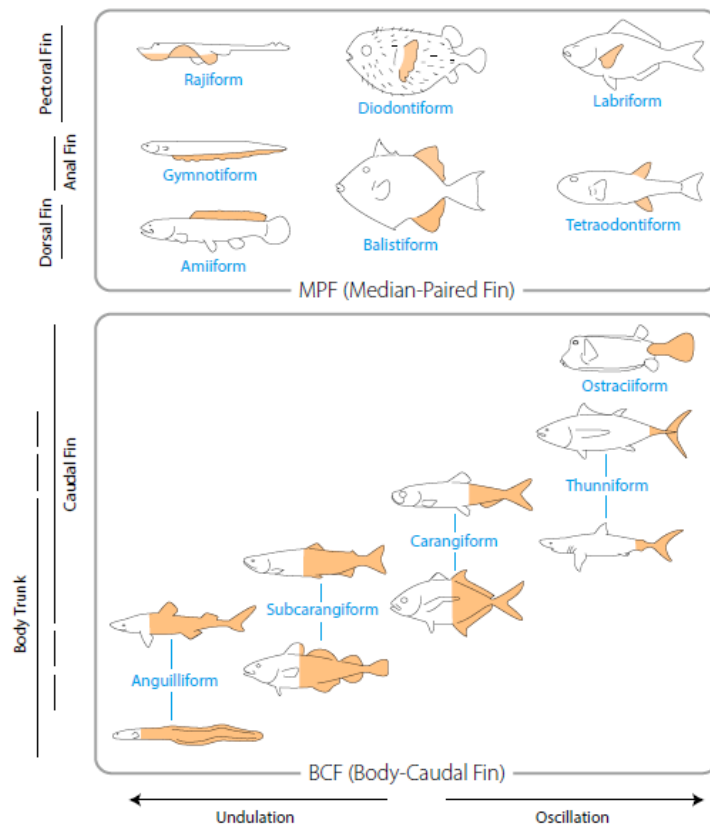 Pectoral Fin
Rajiform
Diodontiform
Labriform
Anal Fin
Gymnotiform
Dorsal Fin
Amiiform
Balistiform
Tetraodontiform
MPF (Median-Paired Fin)
Ostraciiform
Caudal Fin
Thunniform
Carangiform
Body Trunk
Subcarangiform
Anguilliform
BCF (Body-Caudal Fin)
Undulation
Oscillation